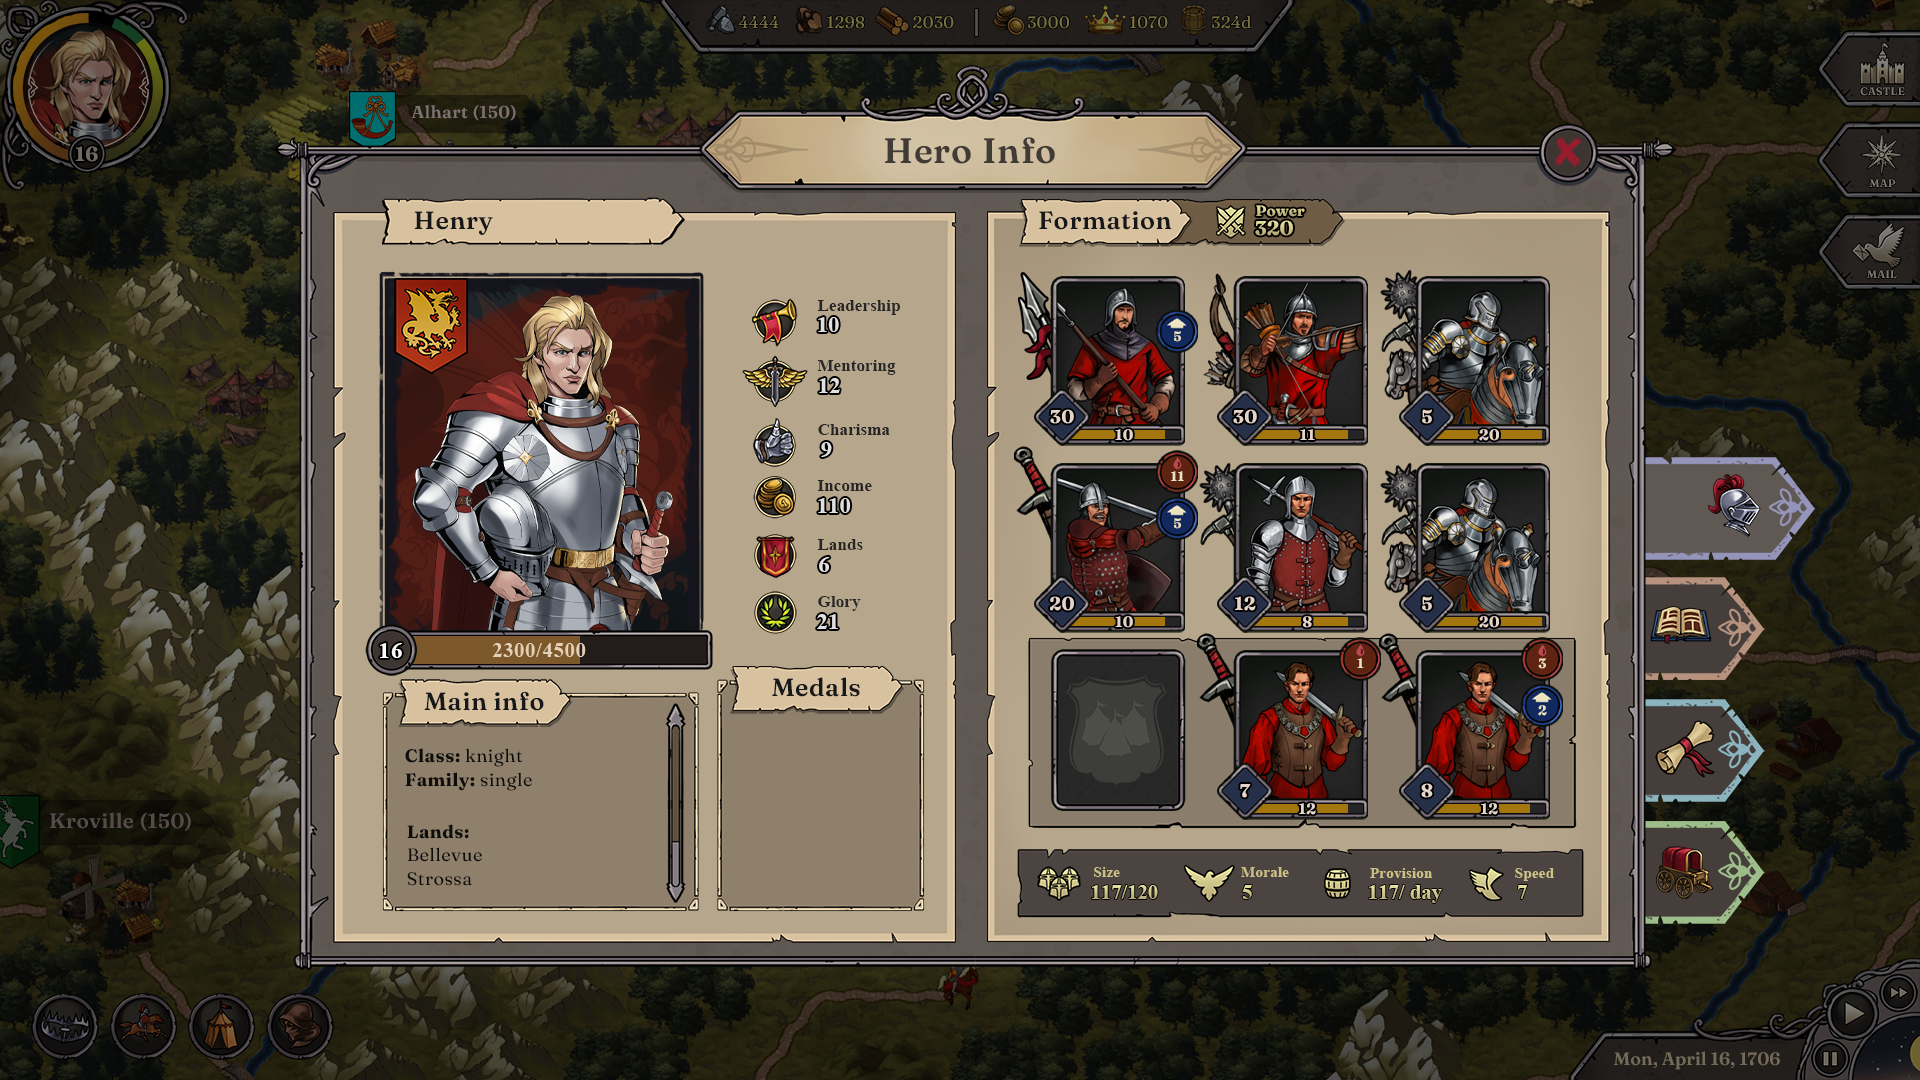 4444 1298 2030 3000 1070 324d
16
Alhart (150)
CASTLE
MAP
MAIL
Hero Info
Henry
Leadership
10
Mentoring
12
Charisma
9
Income
110
Lands
6
Glory
21
16
2300/4500
Main info
Class: knight
Family: single
Lands:
Bellevue
Strossa
Medals
Formation
Power
320
5
30 10
30 11
5 20
11
5
20 10
12 8
5 20
1
7 12
3
2
8 12
Size
117/120
Morale
5
Provision
117/ day
Speed
7
Kroville (150)
Mon, April 16, 1706